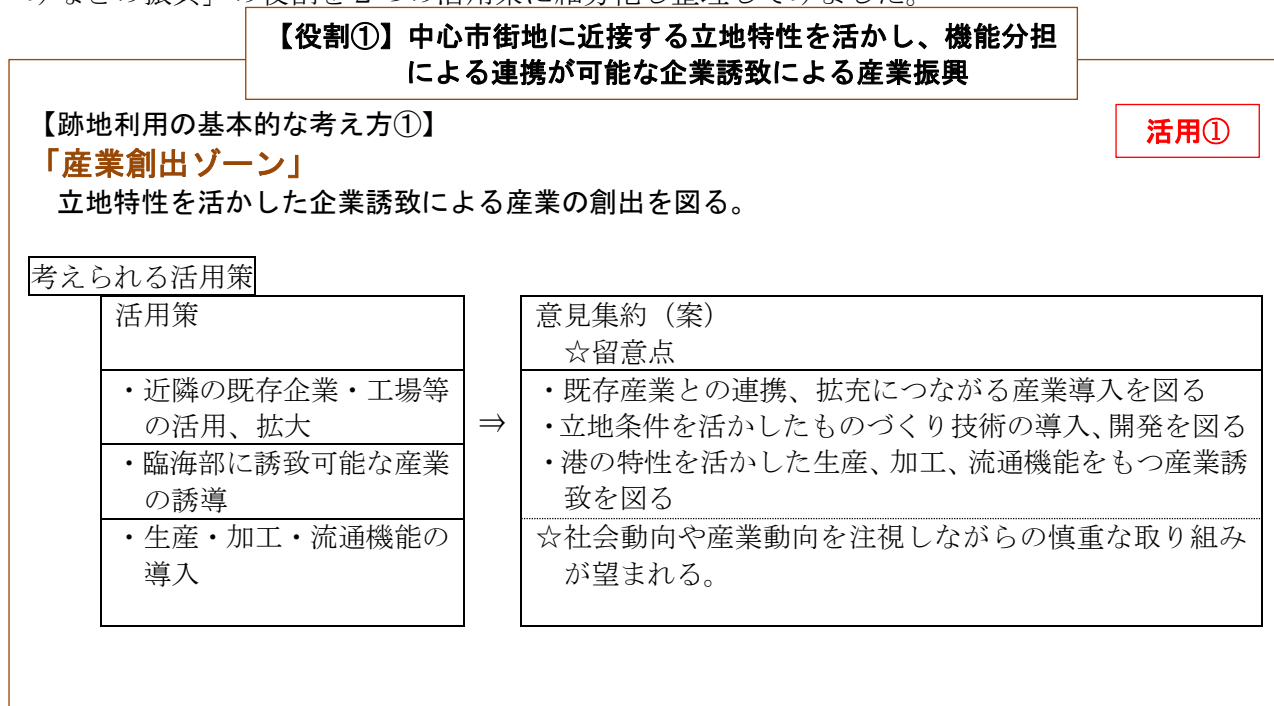 【役割①】中心市街地に近接する立地特性を活かし、機能分担
による連携が可能な企業誘致による産業振興
【跡地利用の基本的な考え方①】
活用①
「産業創出ゾーン」
立地特性を活かした企業誘致による産業の創出を図る。
考えられる活用策
活用策
・近隣の既存企業・工場等
の活用、拡大
・臨海部に誘致可能な産業
の誘導
・生産・加工・流通機能の
導入
⇒
意見集約（案）
☆留意点
・既存産業との連携、拡充につながる産業導入を図る
・立地条件を活かしたものづくり技術の導入、開発を図る
・港の特性を活かした生産、加工、流通機能をもつ産業誘
致を図る
☆社会動向や産業動向を注視しながらの慎重な取り組み
が望まれる。